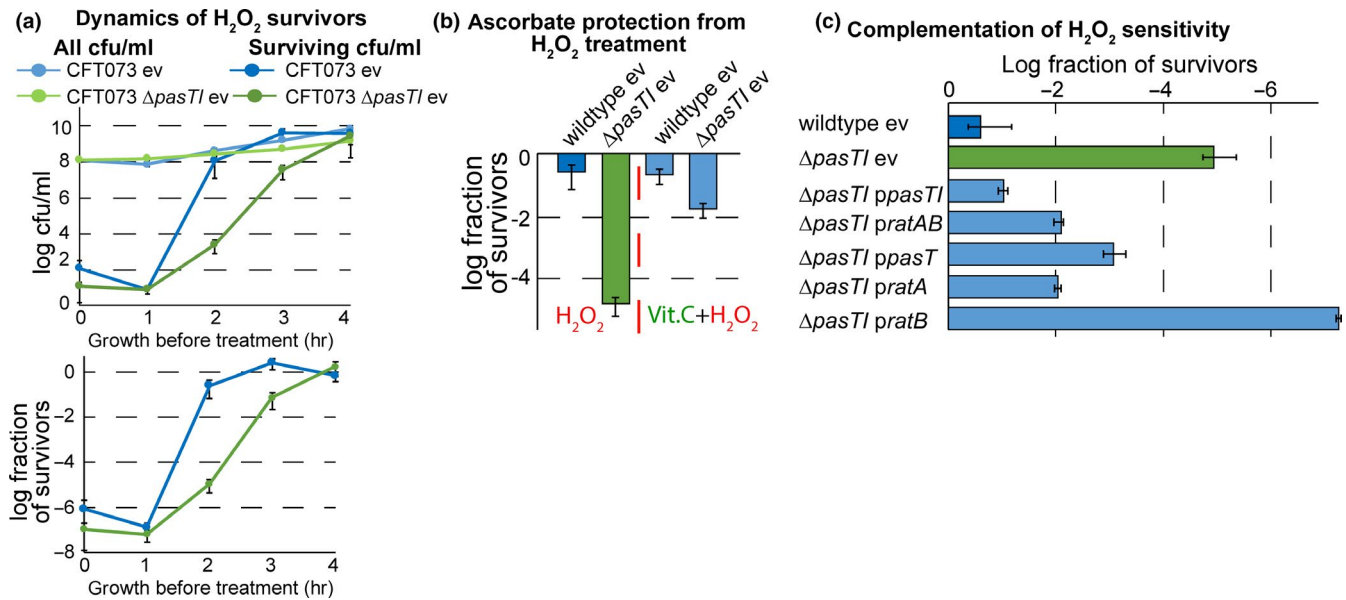 (a) Dynamics of H₂O₂ survivors
All cfu/ml Surviving cfu/ml
CFT073 ev CFT073 ev
CFT073 ΔpasTI ev CFT073 ΔpasTI ev
log cfu/ml
10
8
6
4
2
0
0 1 2 3 4
Growth before treatment (hr)
log fraction
of survivors
0
−2
−4
−6
−8
0 1 2 3 4
Growth before treatment (hr)
(b) Ascorbate protection from
H₂O₂ treatment
wildtype ev
ΔpasTI ev
wildtype ev
ΔpasTI ev
log fraction
of survivors
0
−2
−4
H₂O₂ Vit.C+H₂O₂
(c) Complementation of H₂O₂ sensitivity
Log fraction of survivors
0 −2 −4 −6
wildtype ev
ΔpasTI ev
ΔpasTI ppasTI
ΔpasTI pratAB
ΔpasTI ppasT
ΔpasTI pratA
ΔpasTI pratB